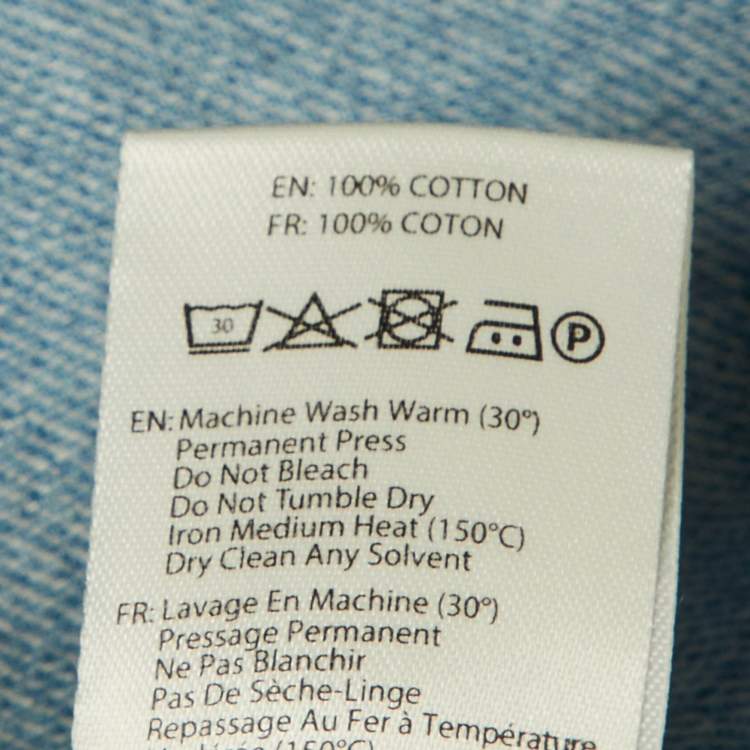 EN: 100% COTTON
FR: 100% COTON
30 P
EN: Machine Wash Warm (30°)
Permanent Press
Do Not Bleach
Do Not Tumble Dry
Iron Medium Heat (150°C)
Dry Clean Any Solvent
FR: Lavage En Machine (30°)
Pressage Permanent
Ne Pas Blanchir
Pas De Sèche-Linge
Repassage Au Fer à Température
(150°C)